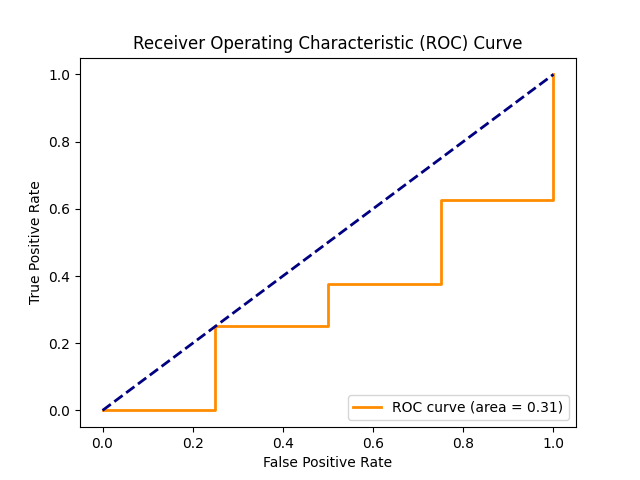 Receiver Operating Characteristic (ROC) Curve
1.0
0.8
0.6
0.4
0.2
0.0
True Positive Rate
ROC curve (area = 0.31)
0.0 0.2 0.4 0.6 0.8 1.0
False Positive Rate